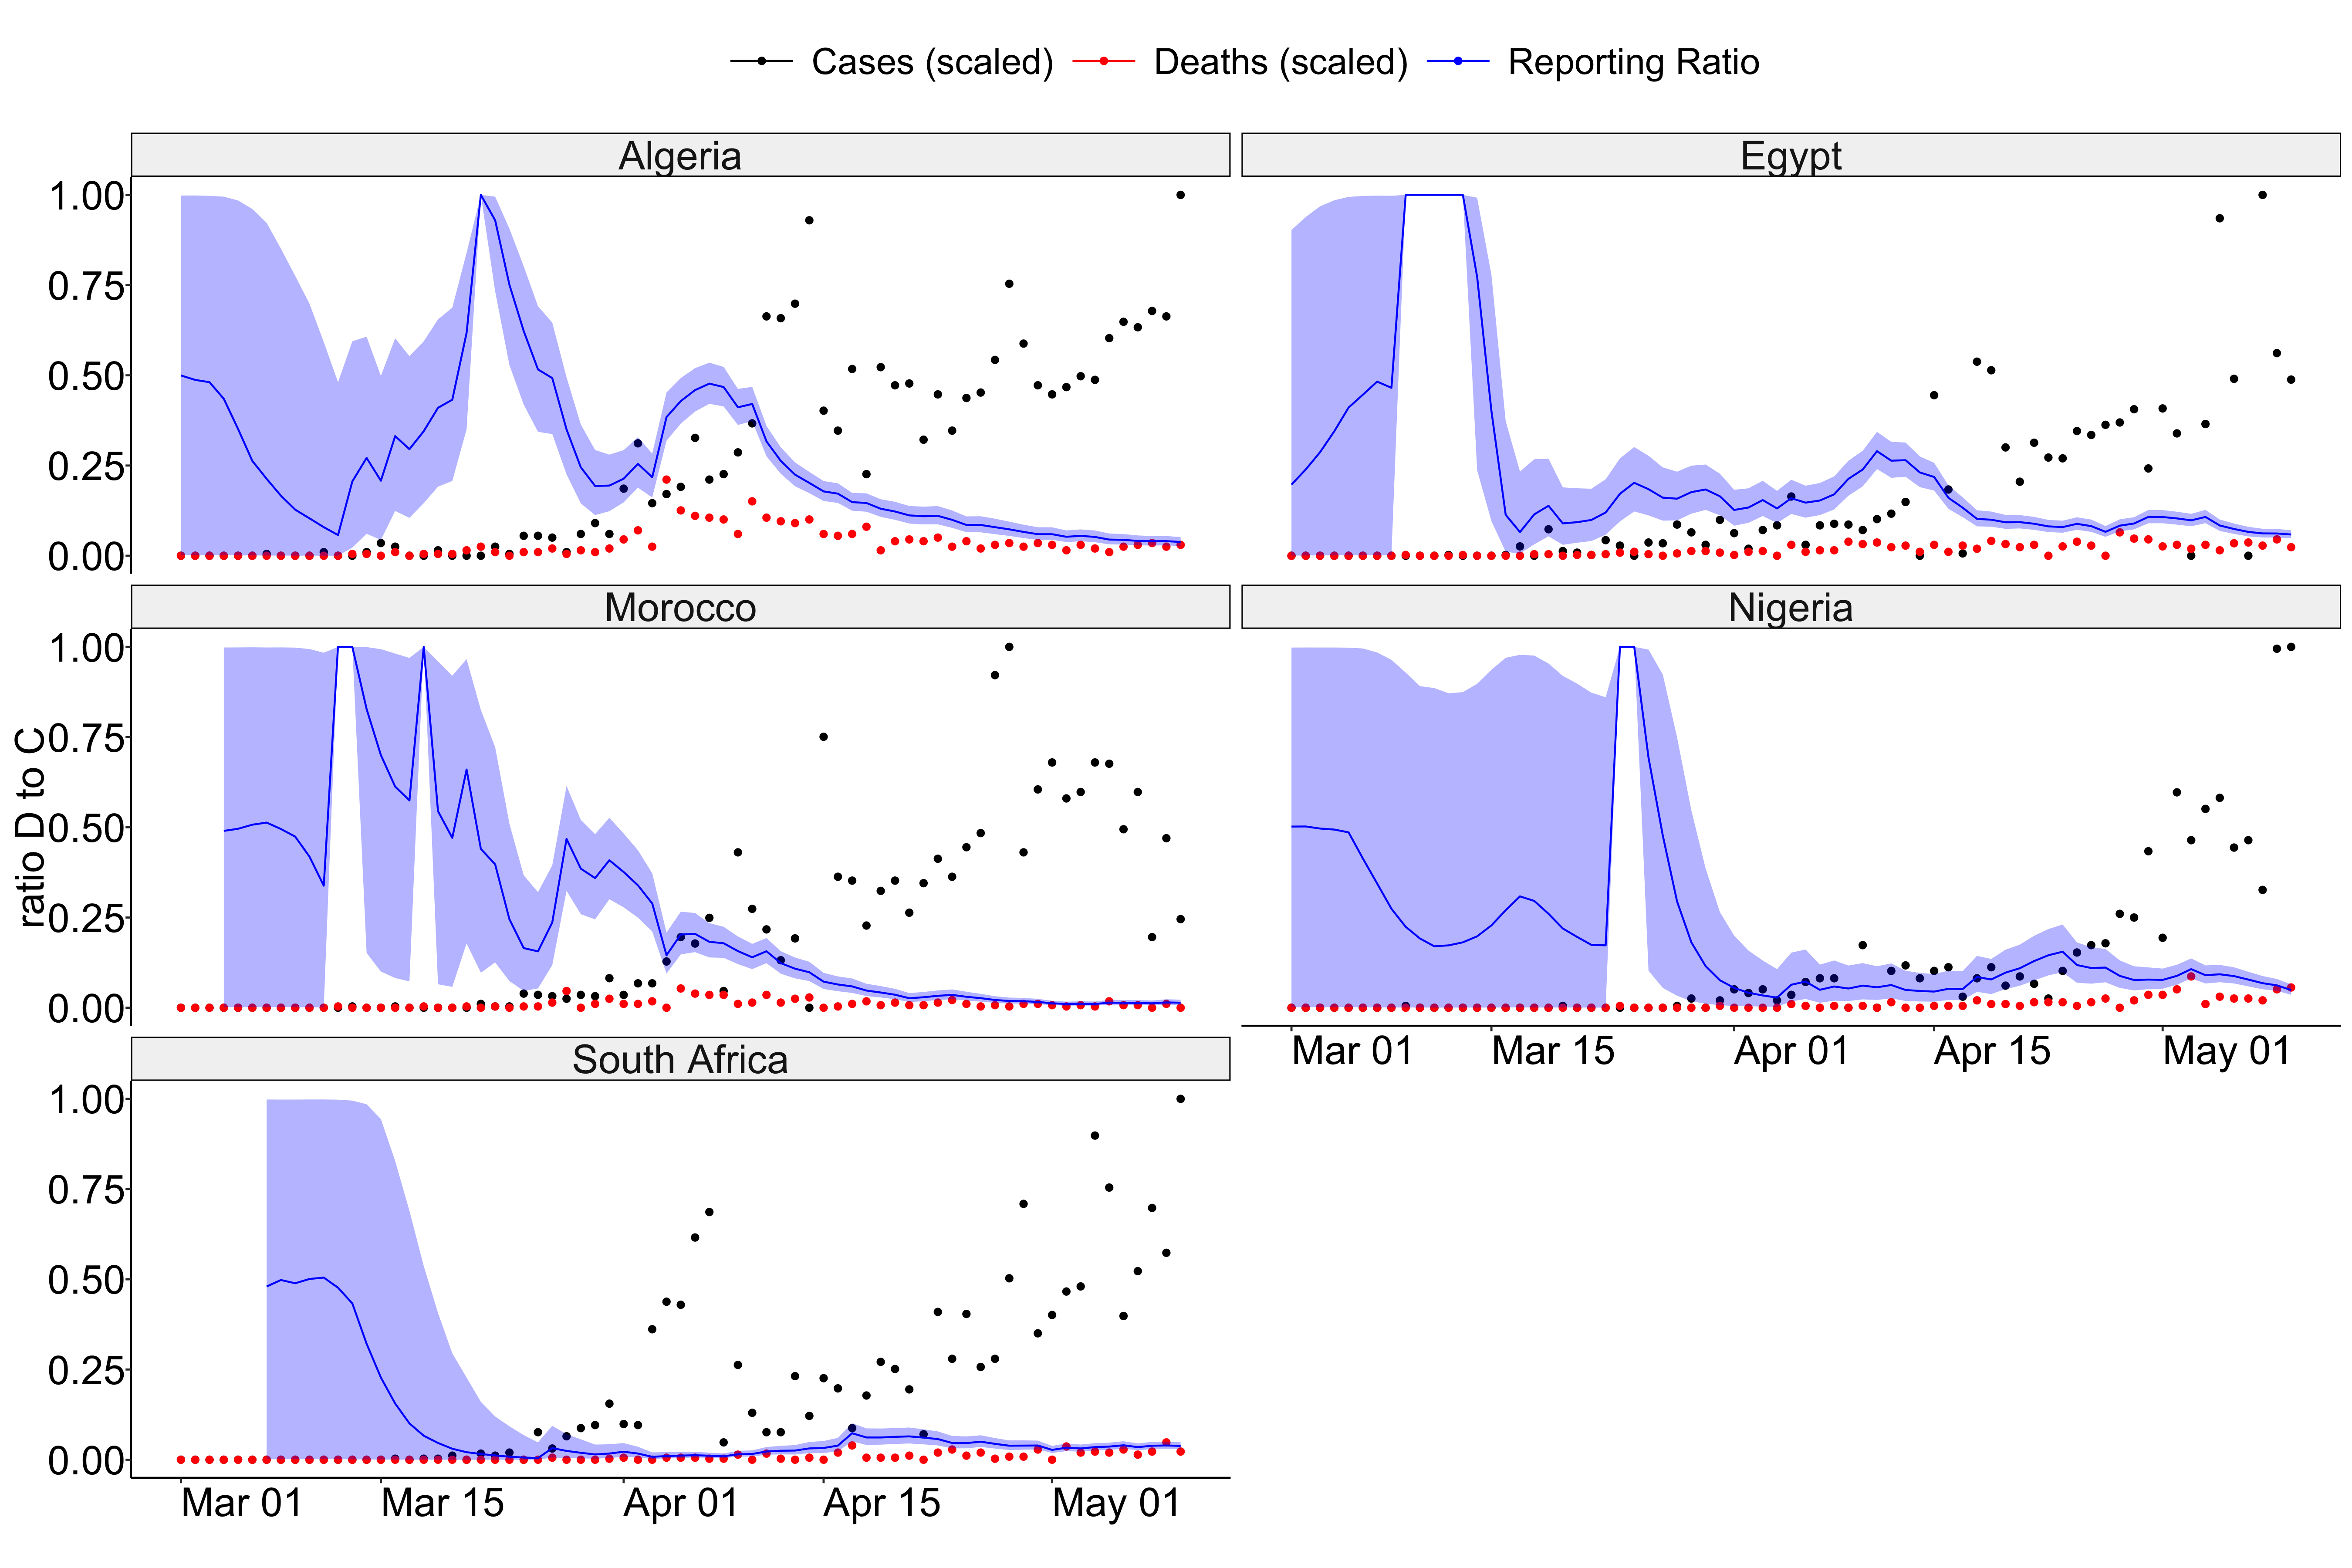 Cases (scaled) Deaths (scaled) Reporting Ratio
Algeria Egypt
1.00
0.75
0.50
0.25
0.00
Morocco Nigeria
1.00
0.75
0.50
0.25
0.00
ratio D to C
Mar 01 Mar 15 Apr 01 Apr 15 May 01
South Africa
1.00
0.75
0.50
0.25
0.00
Mar 01 Mar 15 Apr 01 Apr 15 May 01